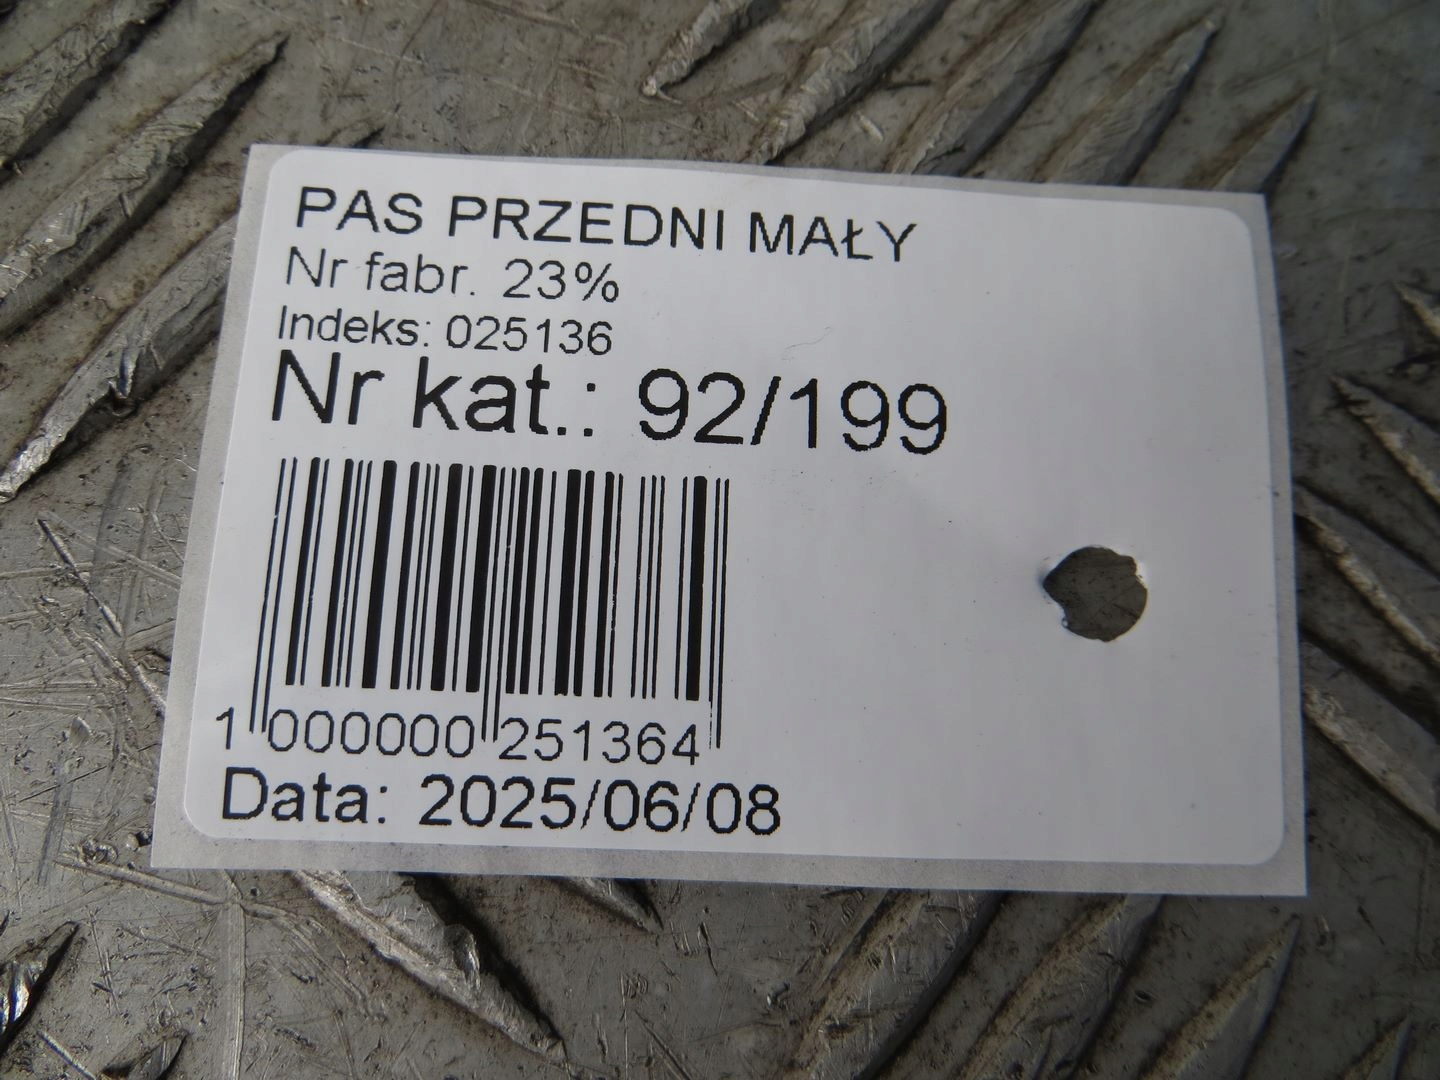 PAS PRZEDNI MAŁY
Nr fabr. 23%
Indeks: 025136
Nr kat.: 92/199
1 000000 251364
Data: 2025/06/08